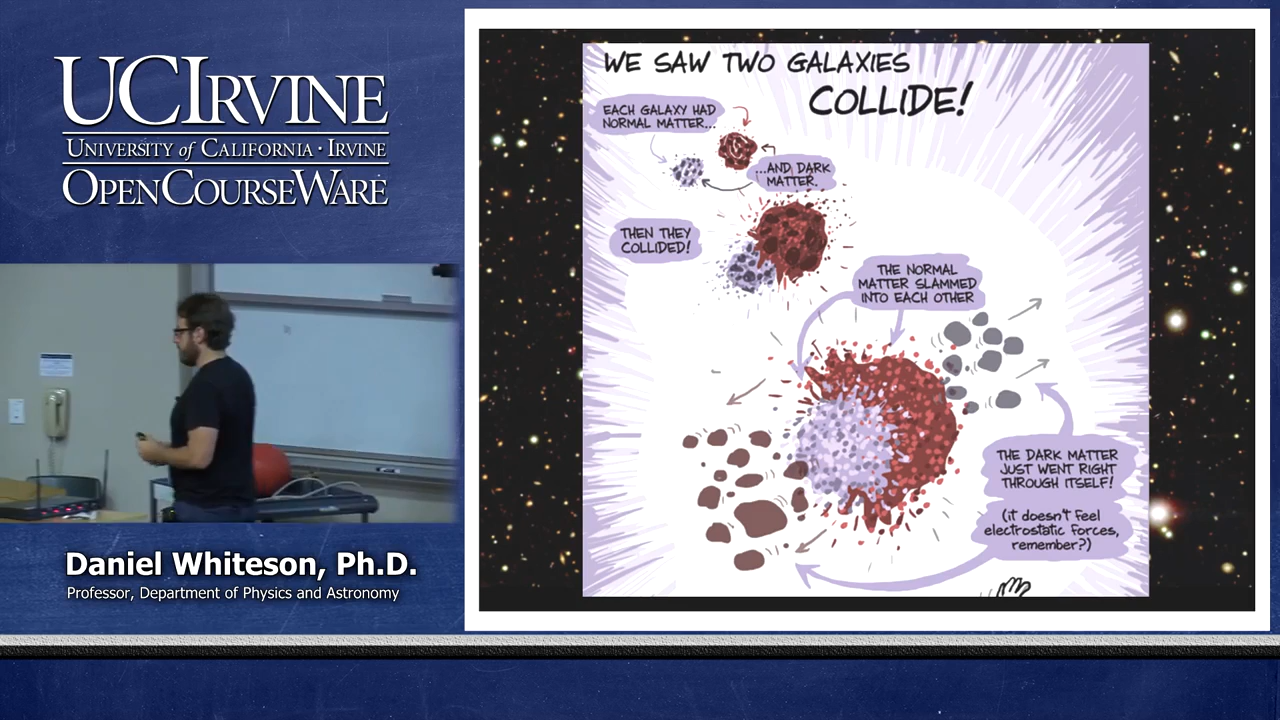 UCIRVINE
UNIVERSITY of CALIFORNIA · IRVINE
OPENCOURSEWARE
Daniel Whiteson, Ph.D.
Professor, Department of Physics and Astronomy
WE SAW TWO GALAXIES
COLLIDE!
EACH GALAXY HAD
NORMAL MATTER...
...AND DARK
MATTER.
THEN THEY
COLLIDED!
THE NORMAL
MATTER SLAMMED
INTO EACH OTHER
THE DARK MATTER
JUST WENT RIGHT
THROUGH ITSELF!
(it doesn't feel
electrostatic forces,
remember?)